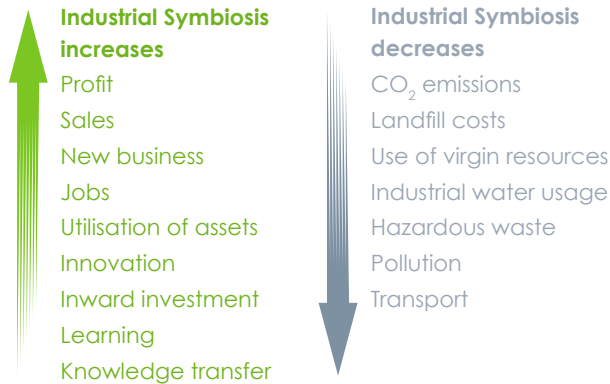 Industrial Symbiosis
increases
Profit
Sales
New business
Jobs
Utilisation of assets
Innovation
Inward investment
Learning
Knowledge transfer
Industrial Symbiosis
decreases
CO₂ emissions
Landfill costs
Use of virgin resources
Industrial water usage
Hazardous waste
Pollution
Transport